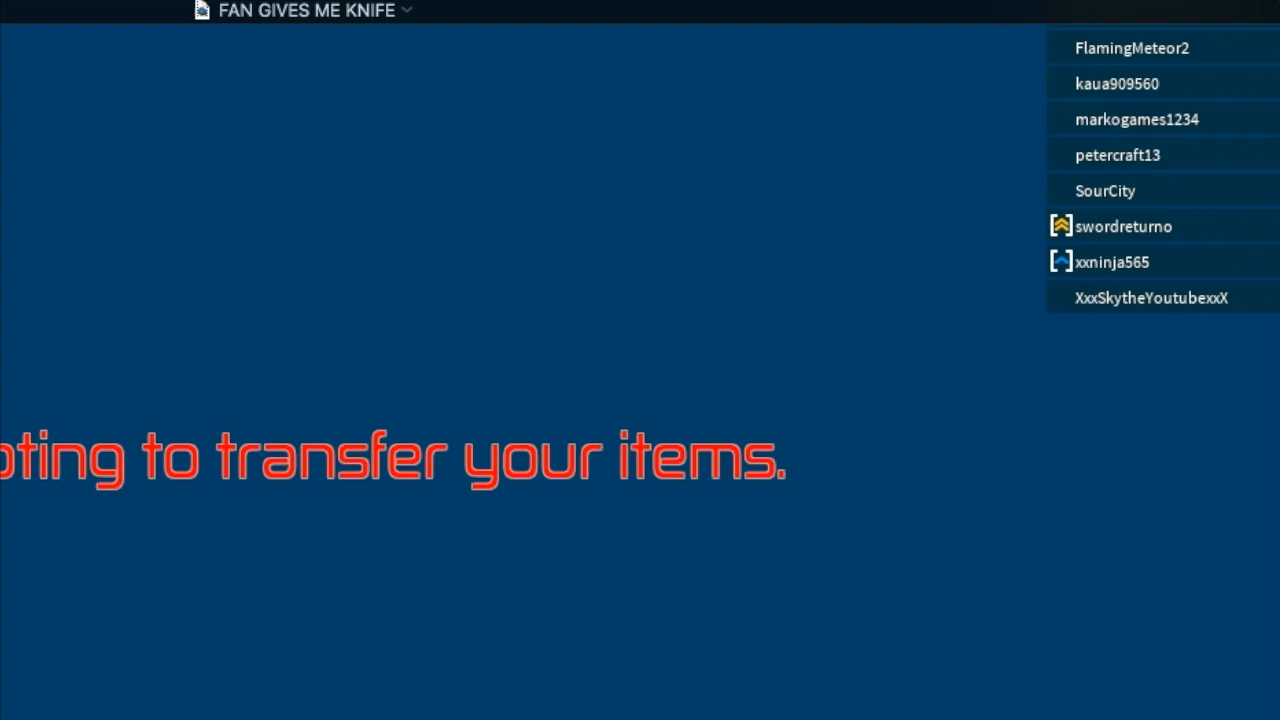 FAN GIVES ME KNIFE
FlamingMeteor2
kaua909560
markogames1234
petercraft13
SourCity
swordreturno
xxninja565
XxxSkytheYoutubexxX
to transfer your items.